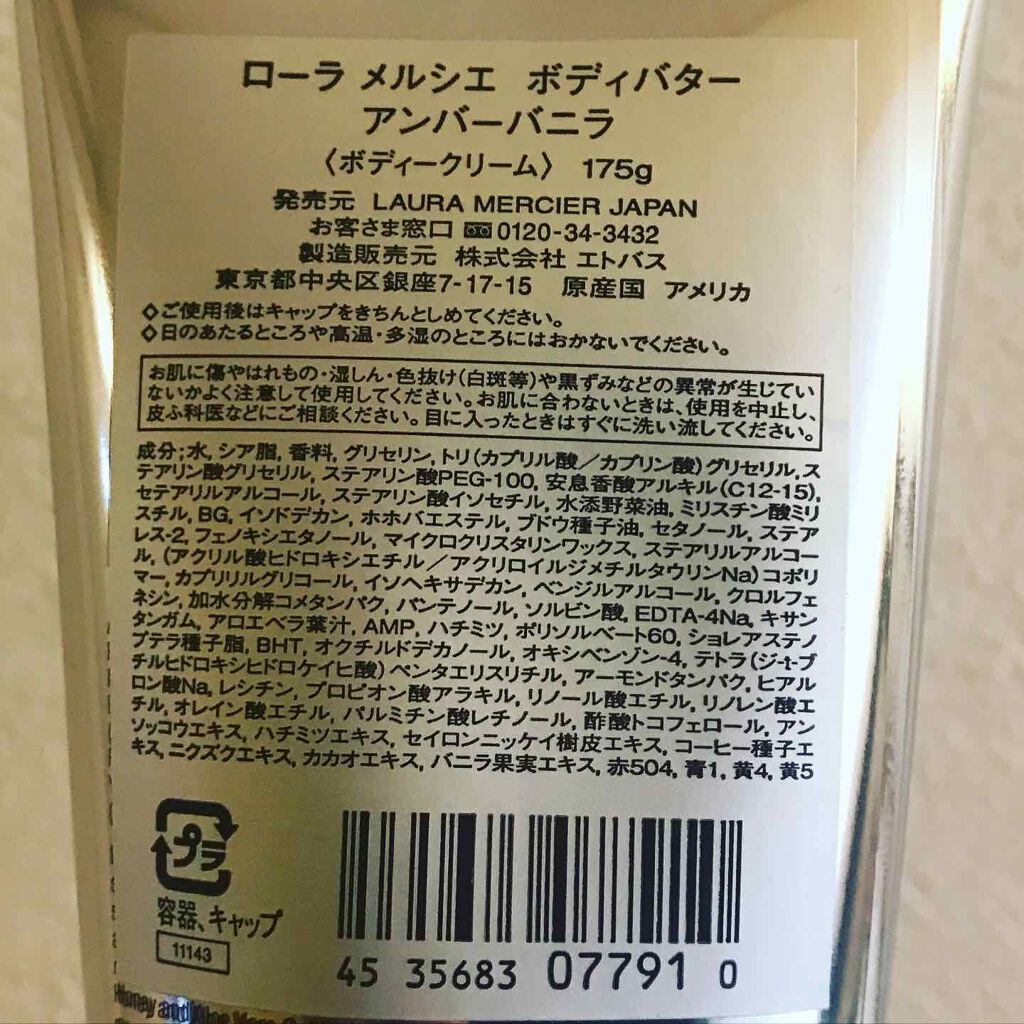 ローラ メルシエ ボディバター
アンバーバニラ
〈ボディークリーム〉 175g
発売元 LAURA MERCIER JAPAN
お客さま窓口 0120-34-3432
製造販売元 株式会社 エトバス
東京都中央区銀座7-17-15 原産国 アメリカ
◇ご使用後はキャップをきちんとしめてください。
◇日のあたるところや高温・多湿のところにはおかないでください。
お肌に傷やはれもの・湿しん・色抜け(白斑等)や黒ずみなどの異常が生じてい
ないかよく注意して使用してください。お肌に合わないときは、使用を中止し、
皮ふ科医などにご相談ください。目に入ったときはすぐに洗い流してください。
成分;水, シア脂, 香料, グリセリン, トリ(カプリル酸／カプリン酸)グリセリル, ス
テアリン酸グリセリル, ステアリン酸PEG-100, 安息香酸アルキル(C12-15),
セテアリルアルコール, ステアリン酸イソセチル, 水添野菜油, ミリスチン酸ミリ
スチル, BG, イソドデカン, ホホバエステル, ブドウ種子油, セタノール, ステア
レス-2, フェノキシエタノール, マイクロクリスタリンワックス, ステアリルアルコー
ル, (アクリル酸ヒドロキシエチル／アクリロイルジメチルタウリンNa)コポリ
マー, カプリリルグリコール, イソヘキサデカン, ベンジルアルコール, クロルフェ
ネシン, 加水分解コメタンパク, パンテノール, ソルビン酸, EDTA-4Na, キサン
タンガム, アロエベラ葉汁, AMP, ハチミツ, ポリソルベート60, ショレアステノ
プテラ種子脂, BHT, オクチルドデカノール, オキシベンゾン-4, テトラ(ジ-t-ブ
チルヒドロキシヒドロケイヒ酸)ペンタエリスリチル, アーモンドタンパク, ヒアル
ロン酸Na, レシチン, プロピオン酸アラキル, リノール酸エチル, リノレン酸エ
チル, オレイン酸エチル, パルミチン酸レチノール, 酢酸トコフェロール, アン
ソッコウエキス, ハチミツエキス, セイロンニッケイ樹皮エキス, コーヒー種子エ
キス, ニクズクエキス, カカオエキス, バニラ果実エキス, 赤504, 青1, 黄4, 黄5
プラ
容器、キャップ
11143
45 35683 07791 0
Honey and